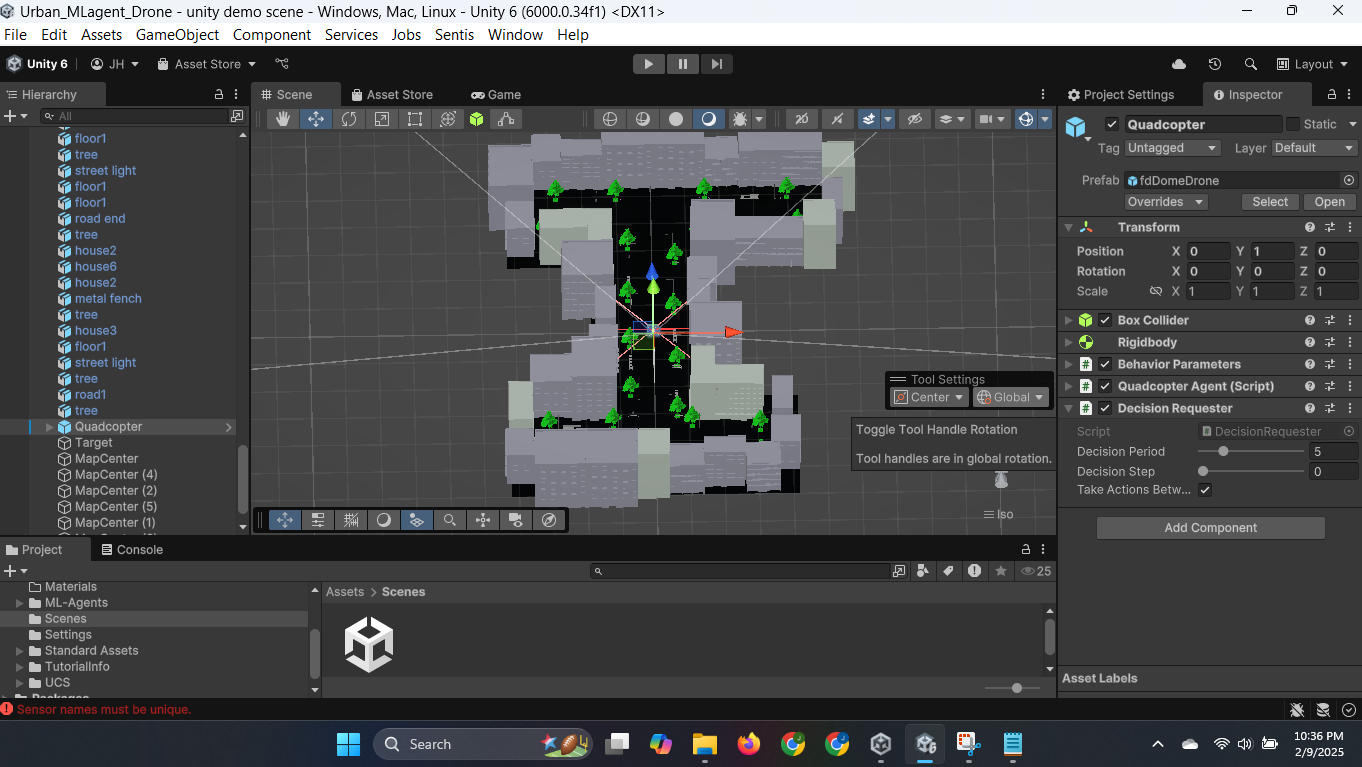 Urban_MLagent_Drone - unity demo scene - Windows, Mac, Linux - Unity 6 (6000.0.34f1) <DX11>
File Edit Assets GameObject Component Services Jobs Sentis Window Help
Unity 6 JH Asset Store Layout
Hierarchy
All
floor1
tree
street light
floor1
floor1
road end
tree
house2
house6
house2
metal fench
tree
house3
floor1
street light
tree
road1
tree
Quadcopter
Target
MapCenter
MapCenter (4)
MapCenter (2)
MapCenter (5)
MapCenter (1)
Scene Asset Store Game
2D
Tool Settings
Center Global
Toggle Tool Handle Rotation
Tool handles are in global rotation.
Iso
Project Settings Inspector
Quadcopter Static
Tag Untagged Layer Default
Prefab fdDomeDrone
Overrides Select Open
Transform
Position X 0 Y 1 Z 0
Rotation X 0 Y 0 Z 0
Scale X 1 Y 1 Z 1
Box Collider
Rigidbody
# Behavior Parameters
# Quadcopter Agent (Script)
# Decision Requester
Script DecisionRequester
Decision Period 5
Decision Step 0
Take Actions Betw...
Add Component
Asset Labels
Project Console
25
Materials
ML-Agents
Scenes
Settings
Standard Assets
TutorialInfo
UCS
Packages
Assets > Scenes
Sensor names must be unique.
Search
10:36 PM
2/9/2025